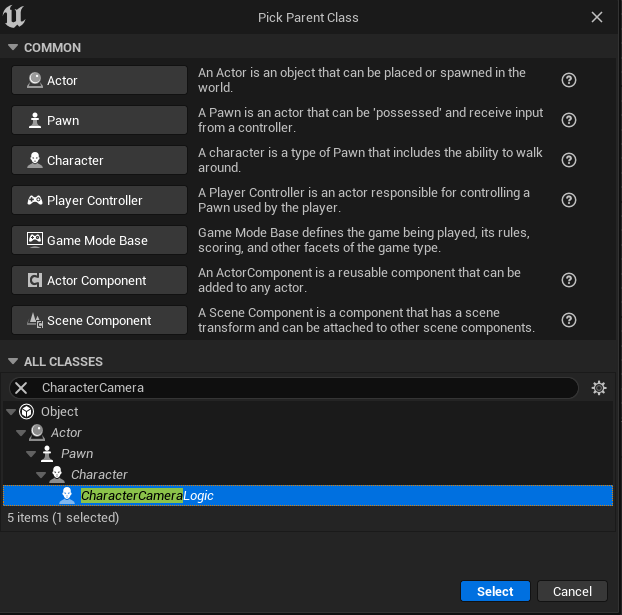 Pick Parent Class
COMMON
Actor
An Actor is an object that can be placed or spawned in the
world.
Pawn
A Pawn is an actor that can be 'possessed' and receive input
from a controller.
Character
A character is a type of Pawn that includes the ability to walk
around.
Player Controller
A Player Controller is an actor responsible for controlling a
Pawn used by the player.
Game Mode Base
Game Mode Base defines the game being played, its rules,
scoring, and other facets of the game type.
Actor Component
An ActorComponent is a reusable component that can be
added to any actor.
Scene Component
A Scene Component is a component that has a scene
transform and can be attached to other scene components.
ALL CLASSES
CharacterCamera
Object
Actor
Pawn
Character
CharacterCameraLogic
5 items (1 selected)
Select
Cancel